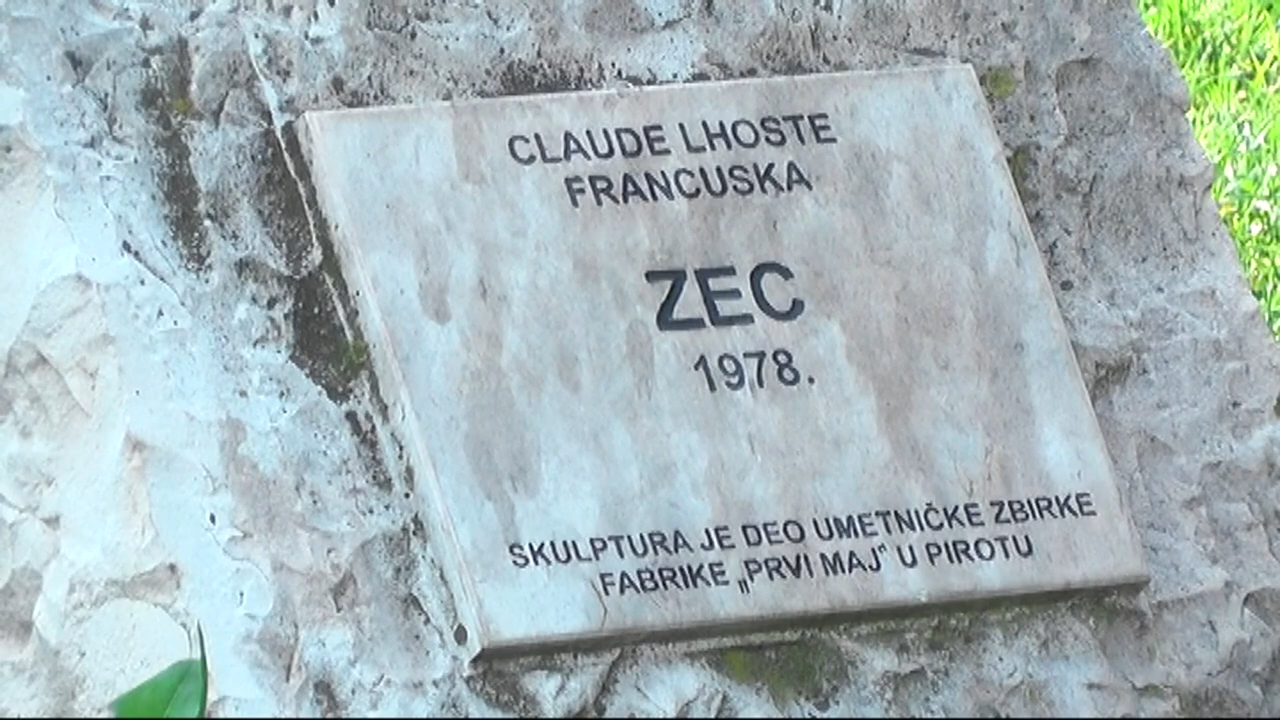 CLAUDE LHOSTE
FRANCUSKA
ZEC
1978.
SKULPTURA JE DEO UMETNIČKE ZBIRKE
FABRIKE „PRVI MAJ" U PIROTU